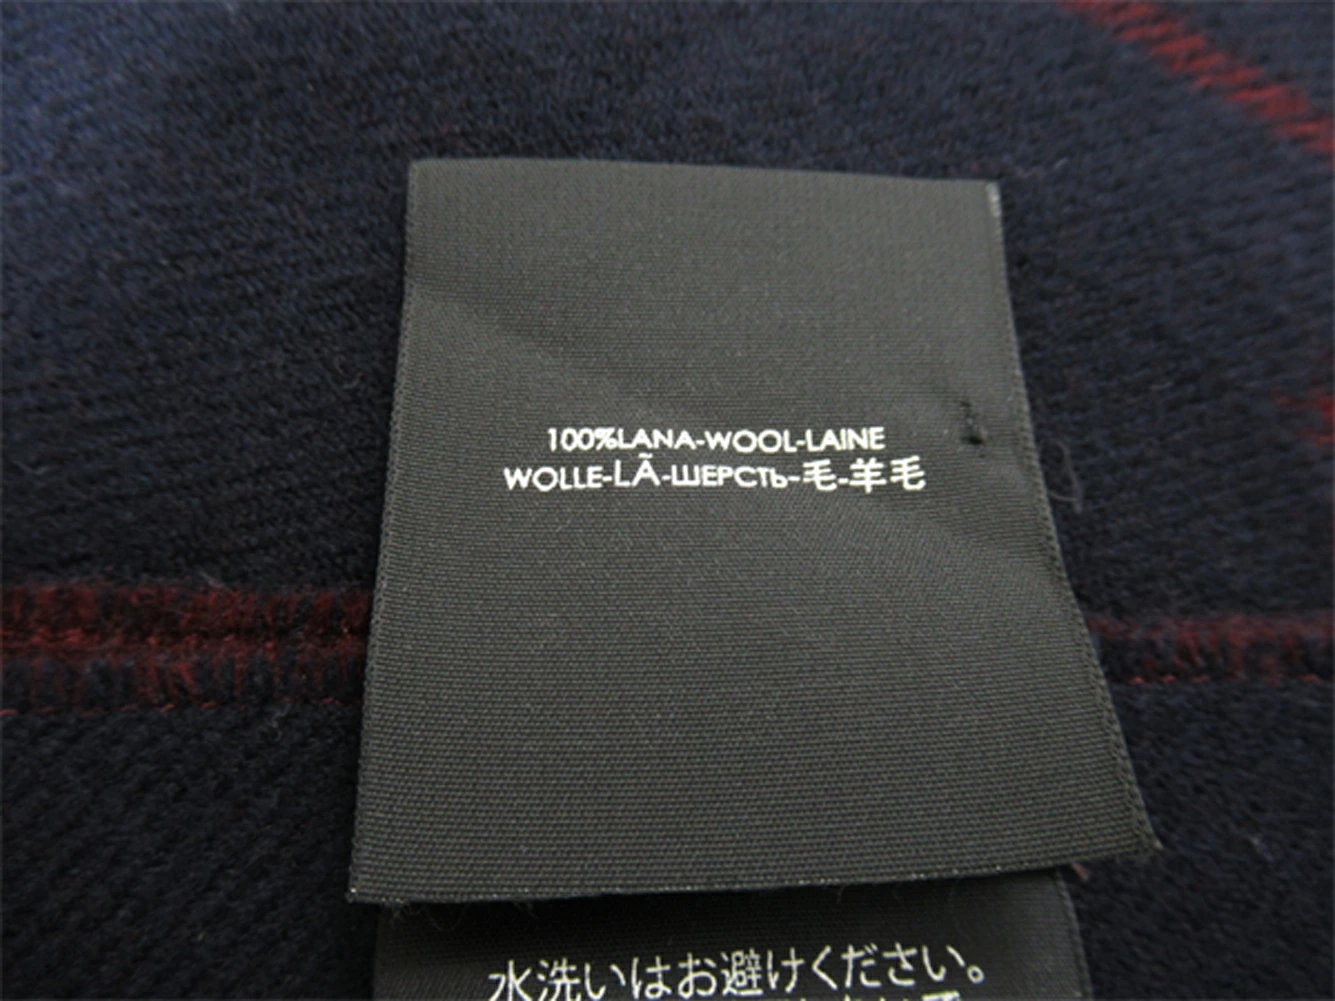 100%LANA-WOOL-LAINE
WOLLE-LÃ-ШЕРСТЬ-毛-羊毛
水洗いはお避けください。